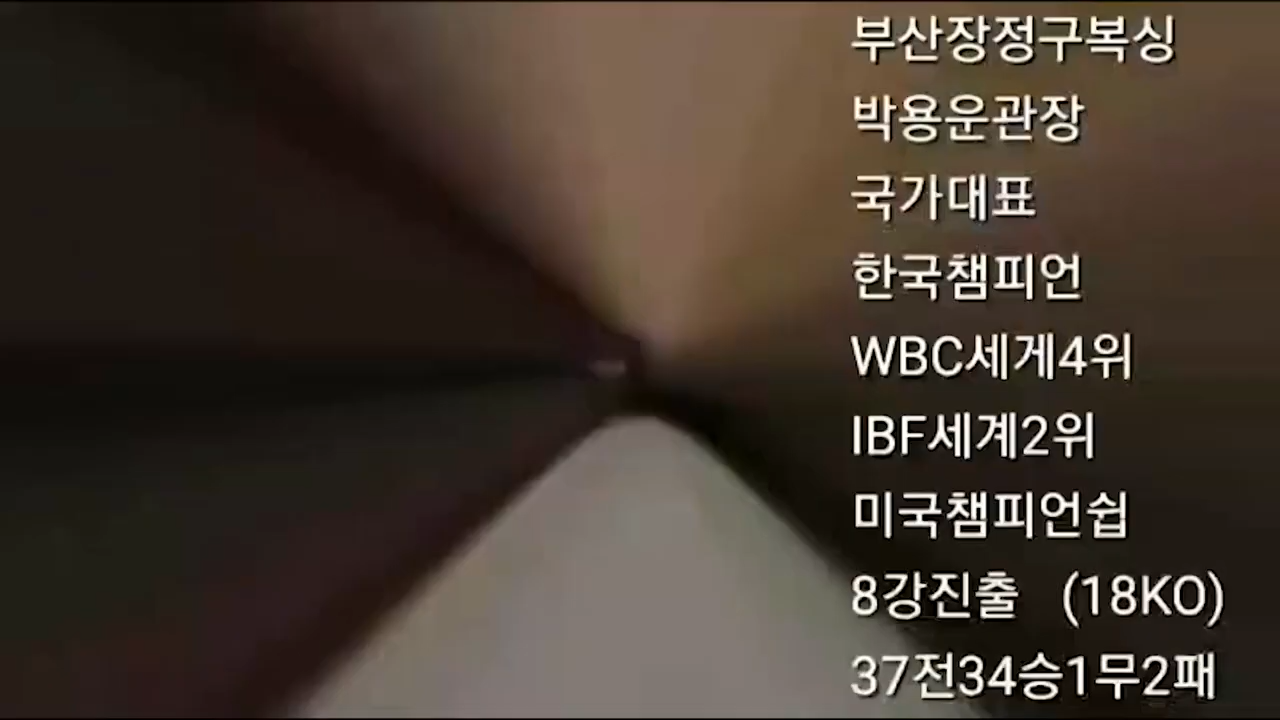 부산장정구복싱
박용운관장
국가대표
한국챔피언
WBC세게4위
IBF세계2위
미국챔피언쉽
8강진출 (18KO)
37전34승1무2패